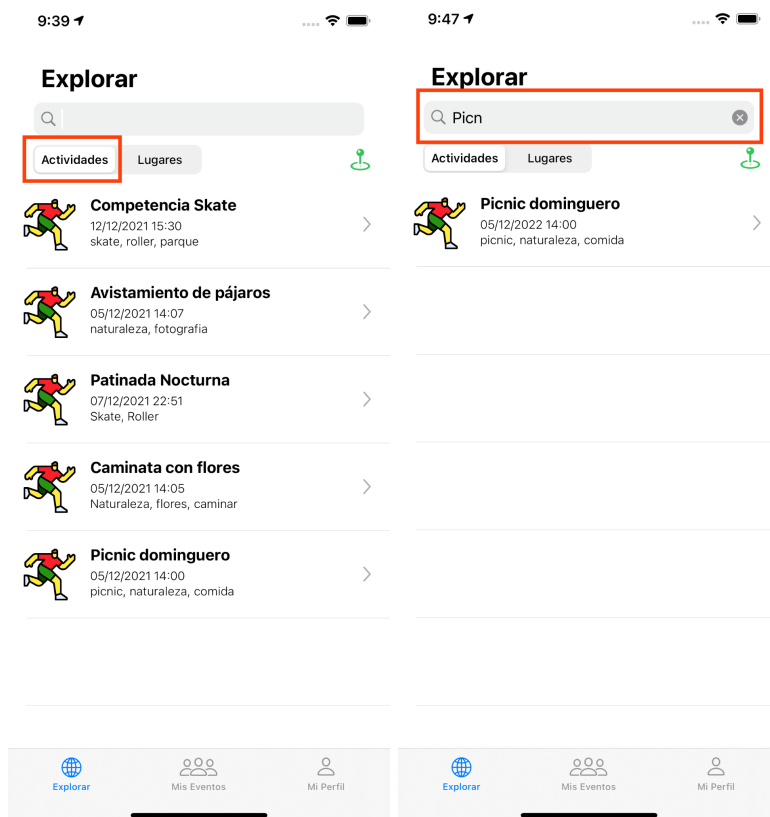 9:39
Explorar
Actividades
Lugares
Competencia Skate
12/12/2021 15:30
skate, roller, parque
Avistamiento de pájaros
05/12/2021 14:07
naturaleza, fotografia
Patinada Nocturna
07/12/2021 22:51
Skate, Roller
Caminata con flores
05/12/2021 14:05
Naturaleza, flores, caminar
Picnic dominguero
05/12/2021 14:00
picnic, naturaleza, comida
Explorar
Mis Eventos
Mi Perfil
9:47
Explorar
Picn
Actividades
Lugares
Picnic dominguero
05/12/2022 14:00
picnic, naturaleza, comida
Explorar
Mis Eventos
Mi Perfil